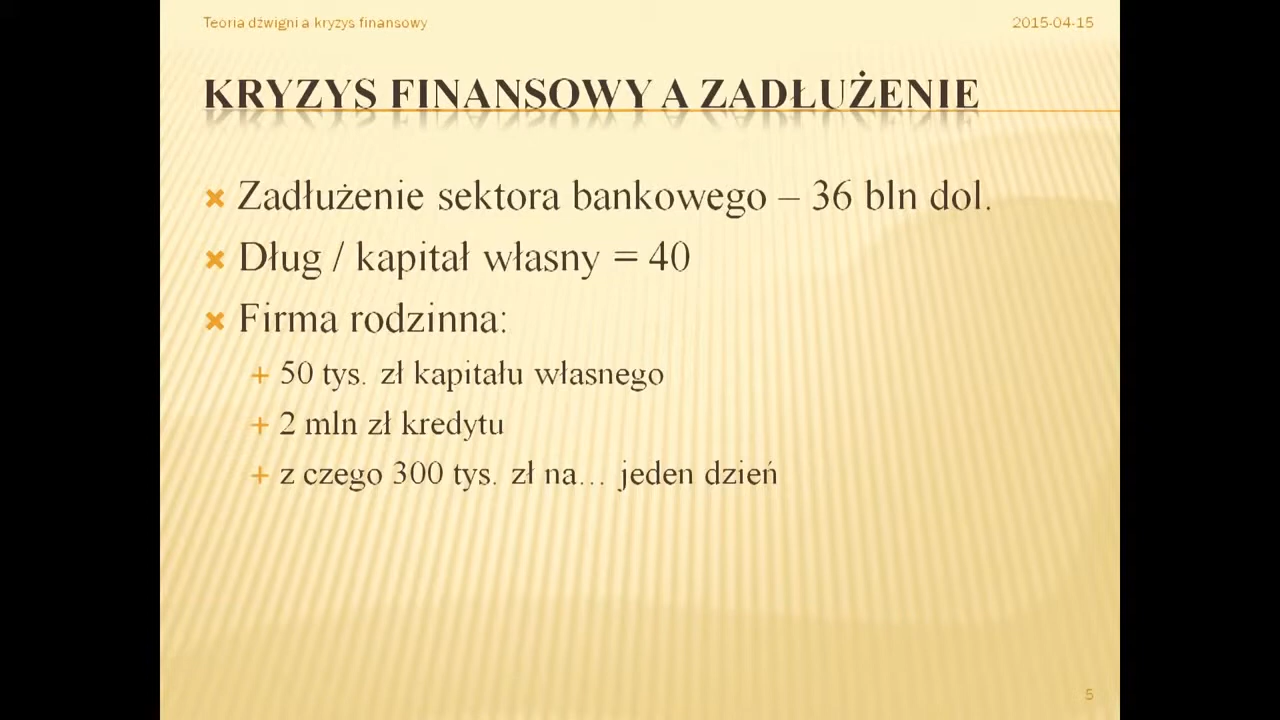 Teoria dźwigni a kryzys finansowy
2015-04-15
KRYZYS FINANSOWY A ZADŁUŻENIE
Zadłużenie sektora bankowego – 36 bln dol.
Dług / kapitał własny = 40
Firma rodzinna:
+ 50 tys. zł kapitału własnego
+ 2 mln zł kredytu
+ z czego 300 tys. zł na... jeden dzień
5